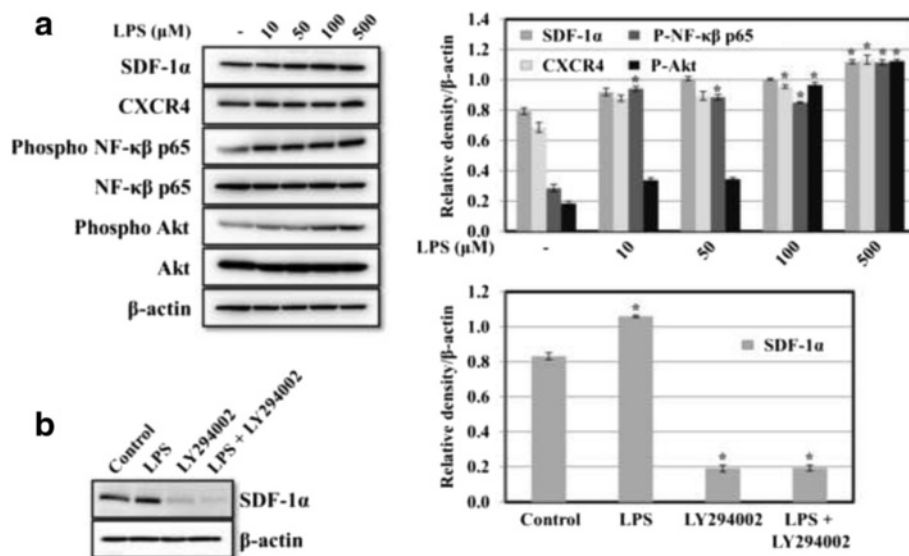 a
LPS (μM) - 10 50 100 500
SDF-1α
CXCR4
Phospho NF-κβ p65
NF-κβ p65
Phospho Akt
Akt
β-actin
Relative density/β-actin
1.4
1.2
1.0
0.8
0.6
0.4
0.2
0.0
SDF-1α P-NF-κβ p65
CXCR4 P-Akt
* * * * * * * * * *
LPS (μM) - 10 50 100 500
b
Control LPS LY294002 LPS + LY294002
SDF-1α
β-actin
Relative density/β-actin
1.2
1.0
0.8
0.6
0.4
0.2
0.0
SDF-1α
* * *
Control LPS LY294002 LPS +
LY294002